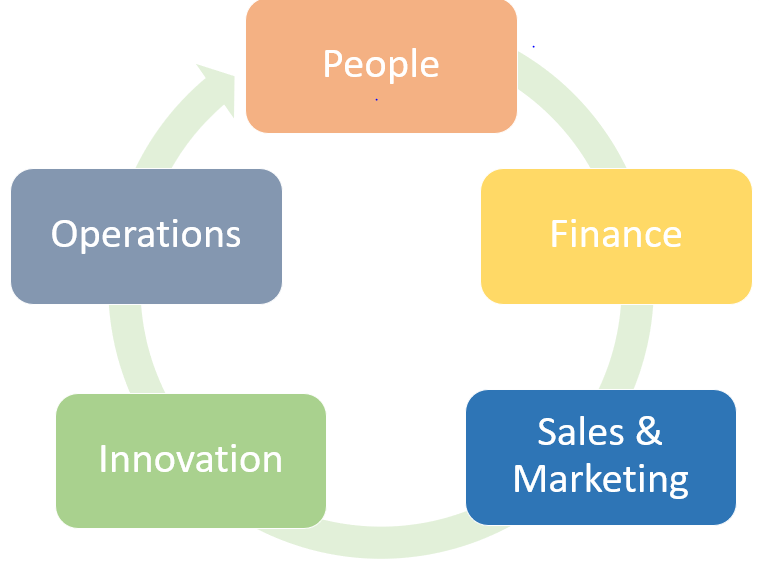 People
Finance
Sales &
Marketing
Innovation
Operations